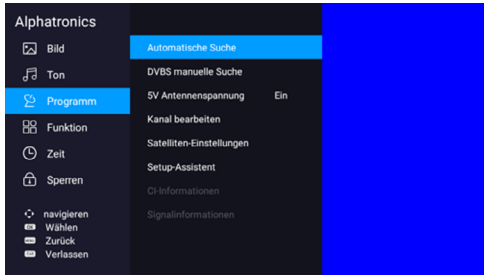 Alphatronics
Bild
Ton
Programm
Funktion
Zeit
Sperren
navigieren
OK Wählen
Zurück
Verlassen
Automatische Suche
DVBS manuelle Suche
5V Antennenspannung Ein
Kanal bearbeiten
Satelliten-Einstellungen
Setup-Assistent
CI-Informationen
Signalinformationen